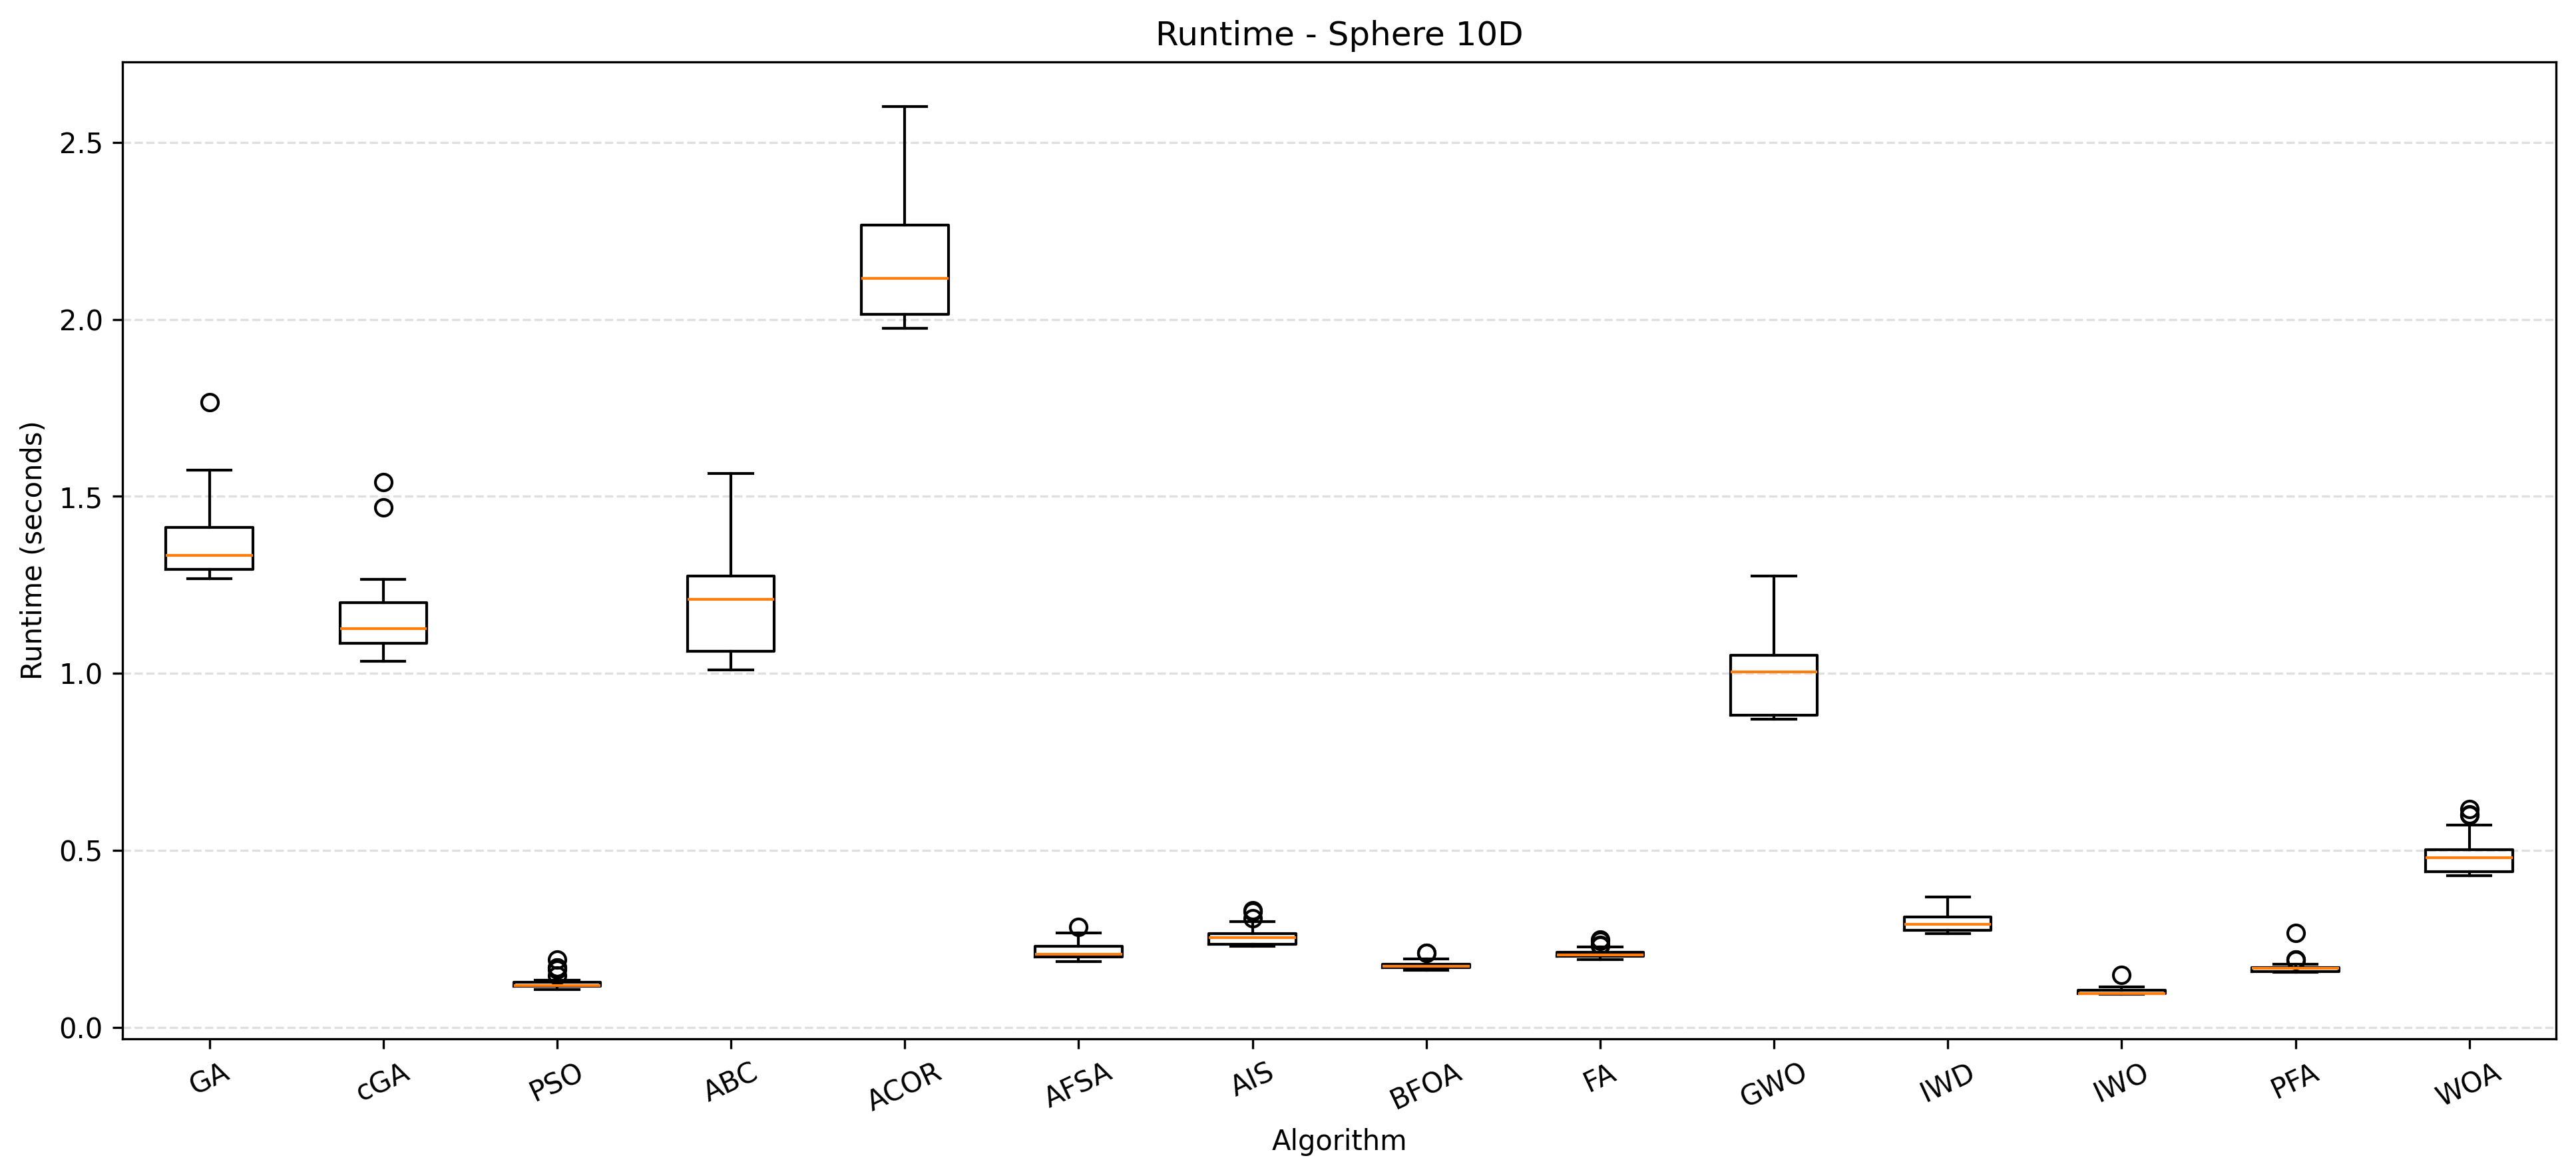 Runtime - Sphere 10D
Runtime (seconds)
2.5
2.0
1.5
1.0
0.5
0.0
GA cGA PSO ABC ACOR AFSA AIS BFOA FA GWO IWD IWO PFA WOA
Algorithm